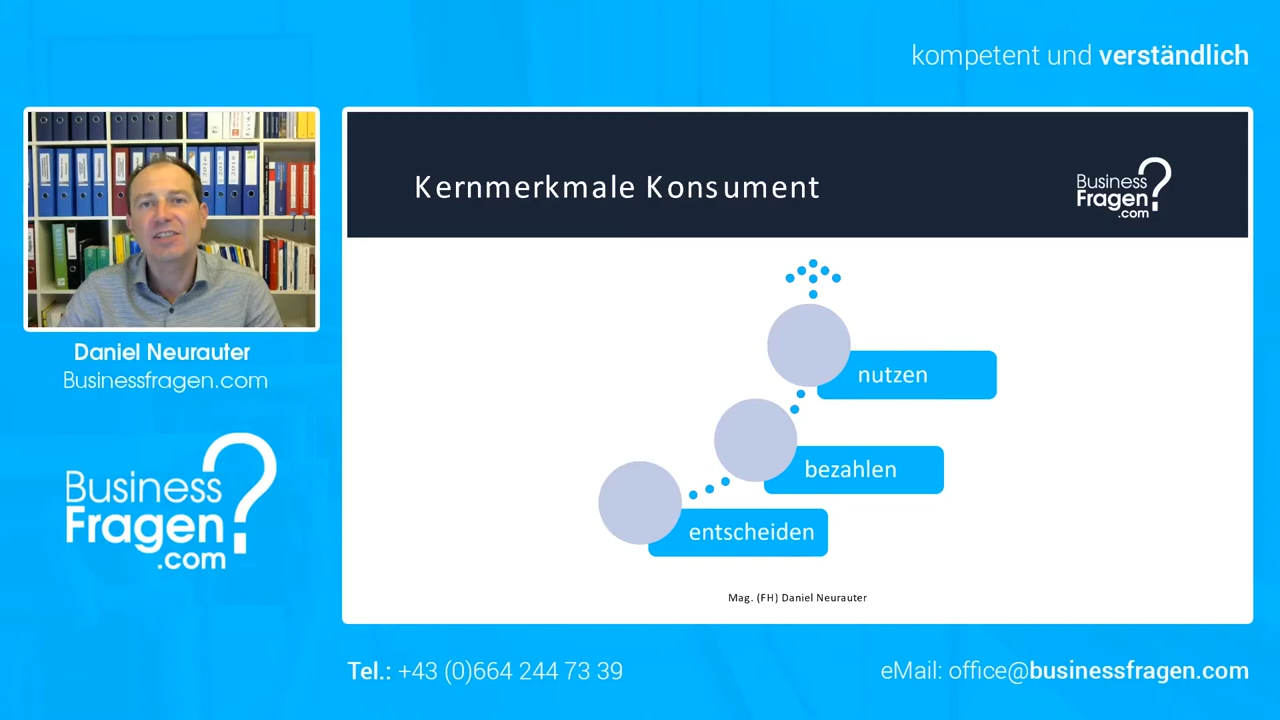 kompetent und verständlich
Kernmerkmale Konsument
Business
Fragen
.com
nutzen
bezahlen
entscheiden
Mag. (FH) Daniel Neurauter
Daniel Neurauter
Businessfragen.com
Business
Fragen
.com
Tel.: +43 (0)664 244 73 39
eMail: office@businessfragen.com